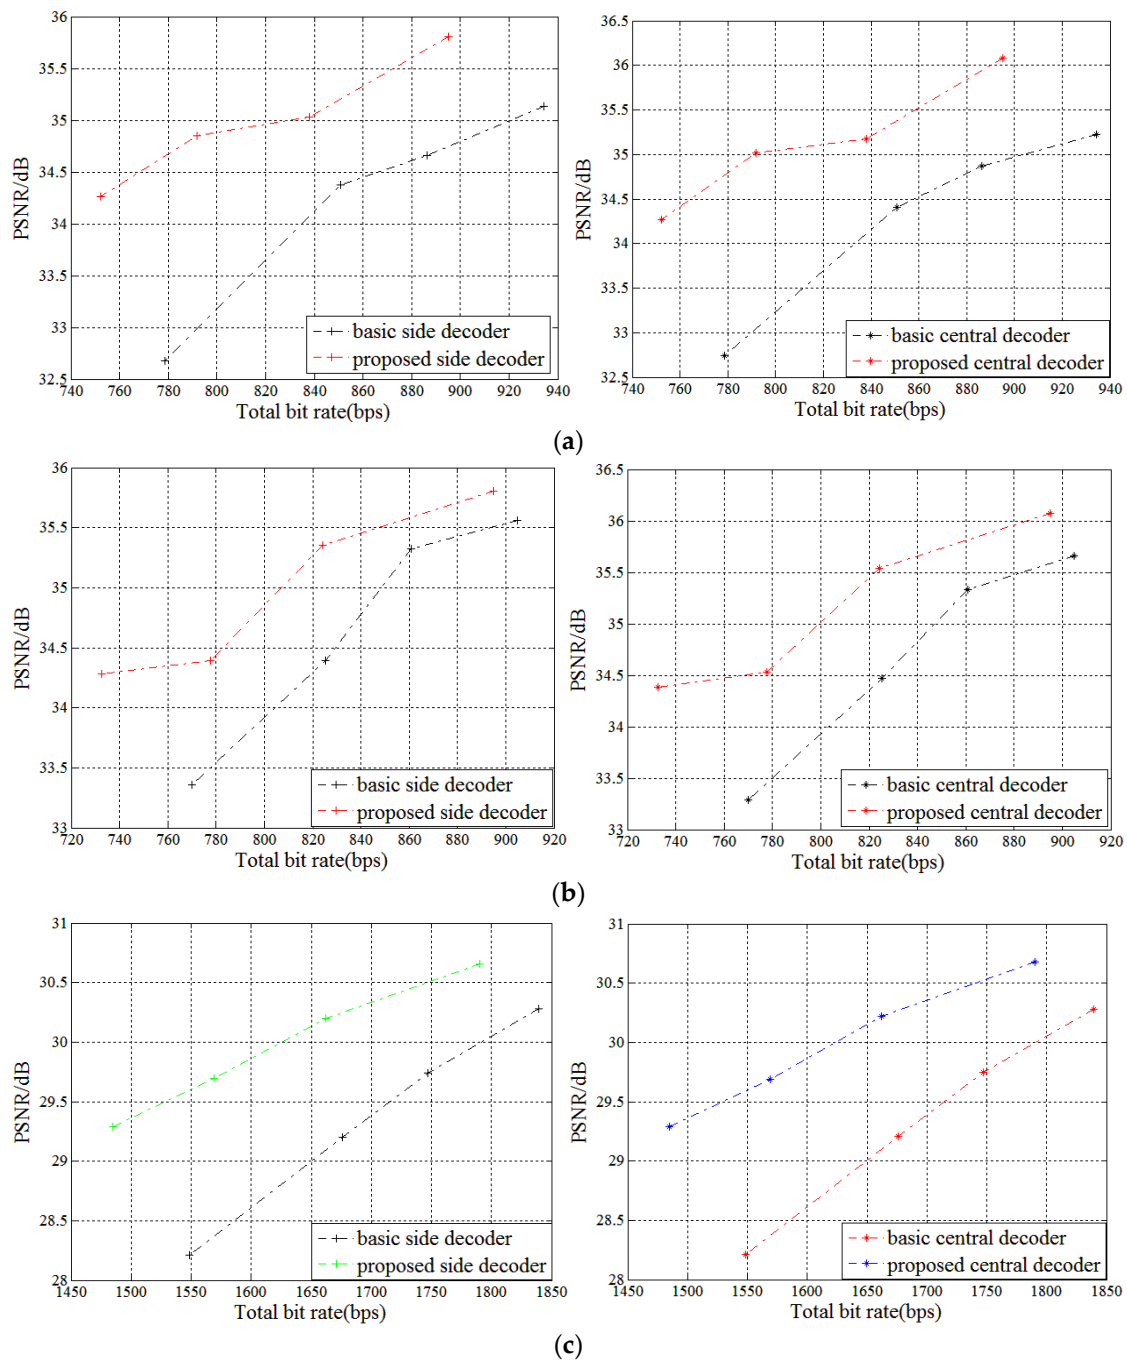 36
35.5
35
34.5
34
33.5
33
32.5
PSNR/dB
740 760 780 800 820 840 860 880 900 920 940
Total bit rate(bps)
basic side decoder
proposed side decoder
36.5
36
35.5
35
34.5
34
33.5
33
32.5
PSNR/dB
740 760 780 800 820 840 860 880 900 920 940
Total bit rate(bps)
basic central decoder
proposed central decoder
(a)
36
35.5
35
34.5
34
33.5
33
PSNR/dB
720 740 760 780 800 820 840 860 880 900 920
Total bit rate(bps)
basic side decoder
proposed side decoder
36.5
36
35.5
35
34.5
34
33.5
33
PSNR/dB
720 740 760 780 800 820 840 860 880 900 920
Total bit rate(bps)
basic central decoder
proposed central decoder
(b)
31
30.5
30
29.5
29
28.5
28
PSNR/dB
1450 1500 1550 1600 1650 1700 1750 1800 1850
Total bit rate(bps)
basic side decoder
proposed side decoder
31
30.5
30
29.5
29
28.5
28
PSNR/dB
1450 1500 1550 1600 1650 1700 1750 1800 1850
Total bit rate(bps)
basic central decoder
proposed central decoder
(c)